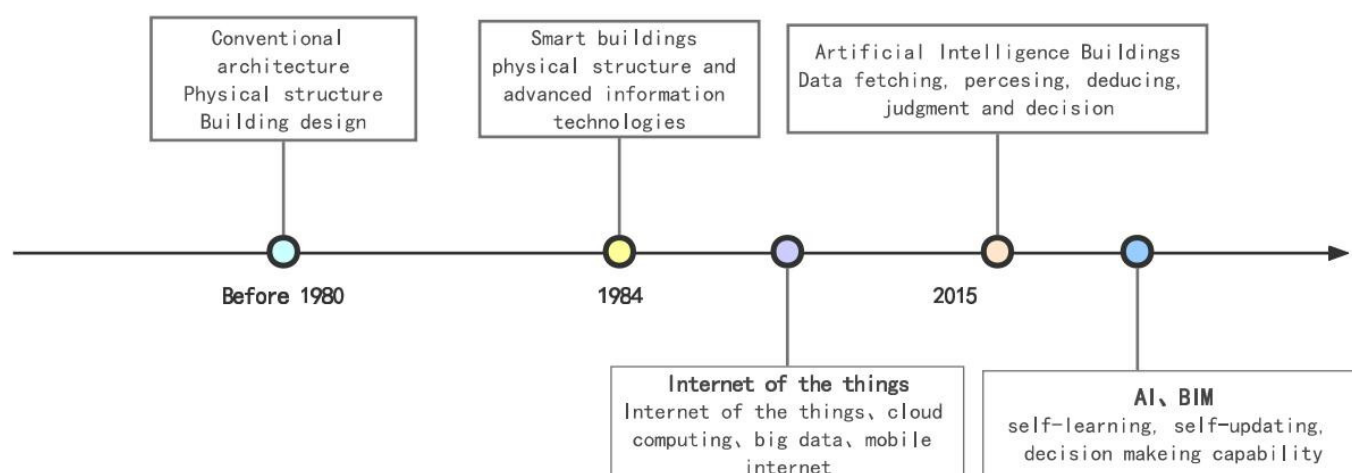 Conventional
architecture
Physical structure
Building design
Smart buildings
physical structure and
advanced information
technologies
Artificial Intelligence Buildings
Data fetching, percesing, deducing,
judgment and decision
Before 1980
1984
2015
Internet of the things
Internet of the things、cloud
computing、big data、mobile
internet
AI、BIM
self-learning, self-updating,
decision makeing capability